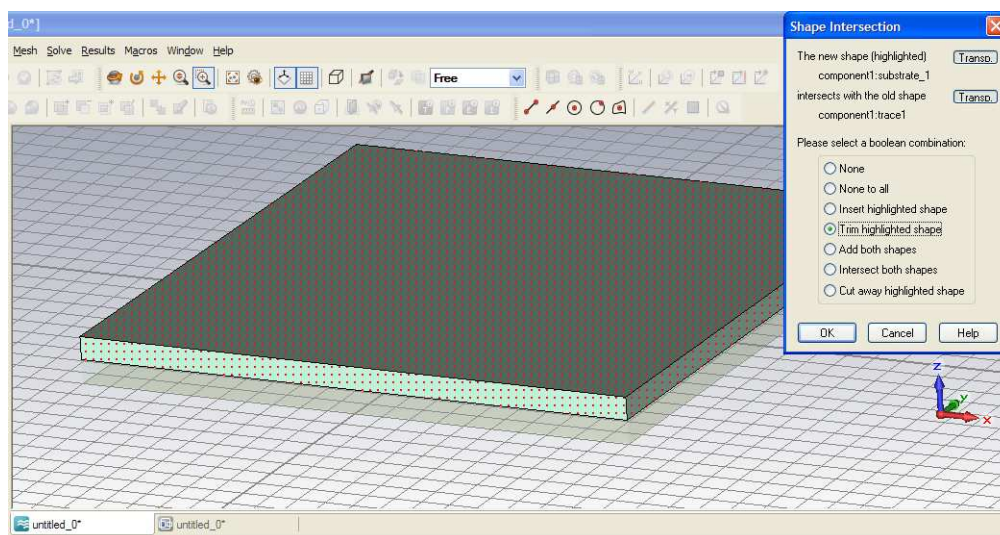 d_0*]
Shape Intersection
Mesh Solve Results Macros Window Help
Free
The new shape (highlighted) Transp.
component1:substrate_1
intersects with the old shape Transp.
component1:trace1
Please select a boolean combination:
None
None to all
Insert highlighted shape
Trim highlighted shape
Add both shapes
Intersect both shapes
Cut away highlighted shape
OK Cancel Help
z
y
x
untitled_0* untitled_0*